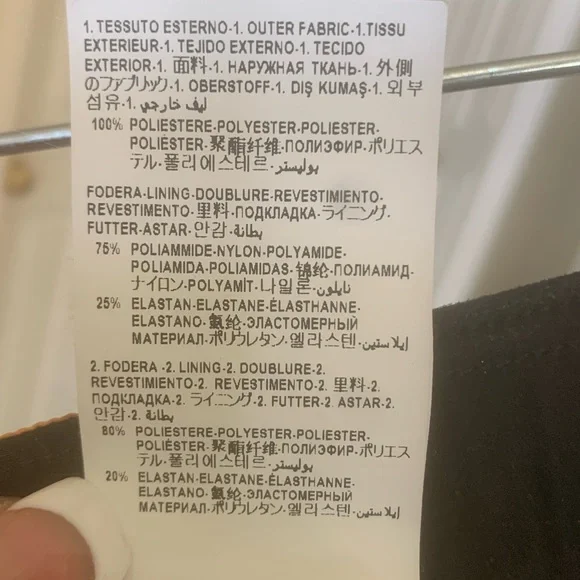 1. TESSUTO ESTERNO-1. OUTER FABRIC-1.TISSU
EXTERIEUR-1. TEJIDO EXTERNO-1. TECIDO
EXTERIOR-1. 面料-1. НАРУЖНАЯ ТКАНЬ-1. 外側
のファブリック-1. OBERSTOFF-1. DIŞ KUMAŞ-1. 외부
섬유-1. ليف خارجي
100% POLIESTERE-POLYESTER-POLIESTER-
POLIÉSTER-聚酯纤维-ПОЛИЭФИР-ポリエス
テル-폴리에스테르-بوليستر
FODERA-LINING-DOUBLURE-REVESTIMIENTO-
REVESTIMENTO-里料-ПОДКЛАДКА-ライニング-
FUTTER-ASTAR-안감-بطانة
75% POLIAMMIDE-NYLON-POLYAMIDE-
POLIAMIDA-POLIAMIDAS-锦纶-ПОЛИАМИД-
ナイロン-POLYAMİT-나일론-نايلون
25% ELASTAN-ELASTANE-ÉLASTHANNE-
ELASTANO-氨纶-ЭЛАСТОМЕРНЫЙ
МАТЕРИАЛ-ポリウレタン-엘라스텐-إيلاستين
2. FODERA -2. LINING-2. DOUBLURE-2.
REVESTIMIENTO-2. REVESTIMENTO-2. 里料-2.
ПОДКЛАДКА-2. ライニング-2. FUTTER-2. ASTAR-2.
안감-2. بطانة
80% POLIESTERE-POLYESTER-POLIESTER-
POLIÉSTER-聚酯纤维-ПОЛИЭФИР-ポリエス
テル-폴리에스테르-بوليستر
20% ELASTAN-ELASTANE-ÉLASTHANNE-
ELASTANO-氨纶-ЭЛАСТОМЕРНЫЙ
МАТЕРИАЛ-ポリウレタン-엘라스텐-إيلاستين